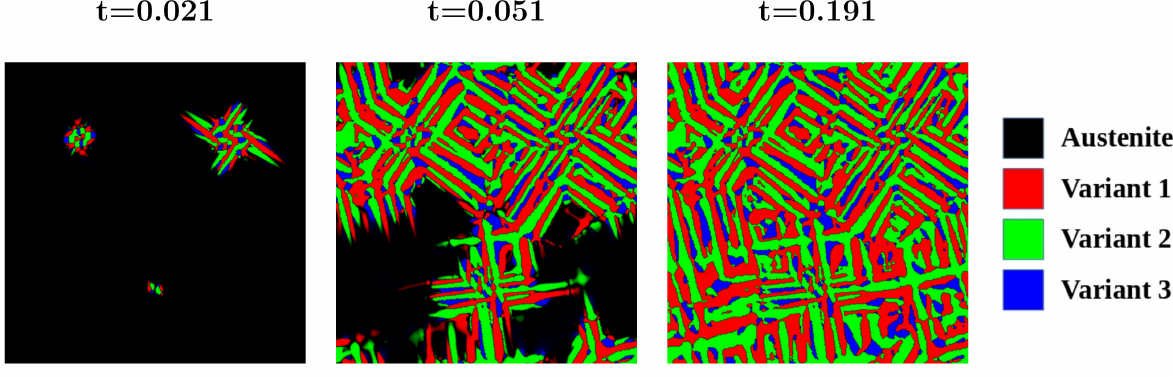 t=0.021
t=0.051
t=0.191
Austenite
Variant 1
Variant 2
Variant 3